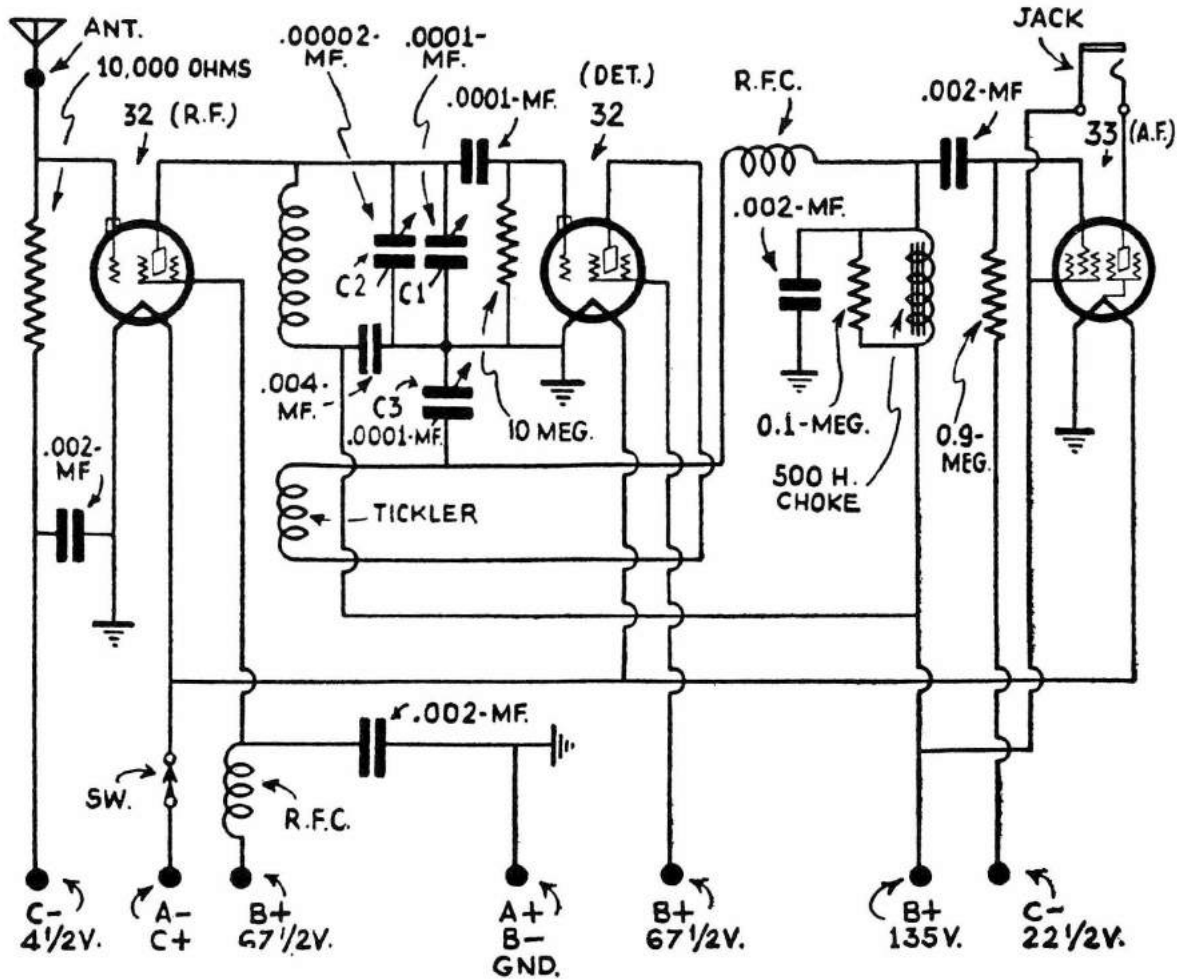 ANT.
10,000 OHMS
32 (R.F.)
.00002-
MF.
.0001-
MF.
.0001-MF.
(DET.)
32
R.F.C.
.002-MF
JACK
33 (A.F.)
C2
C1
.002-MF.
.004-
MF.
C3
.0001-MF.
10 MEG.
0.1-MEG.
500 H.
CHOKE
0.9-
MEG.
.002-
MF
TICKLER
.002-MF.
SW.
R.F.C.
C-
4 1/2V.
A-
C+
B+
67 1/2V.
A+
B-
GND.
B+
67 1/2V.
B+
135V.
C-
22 1/2V.